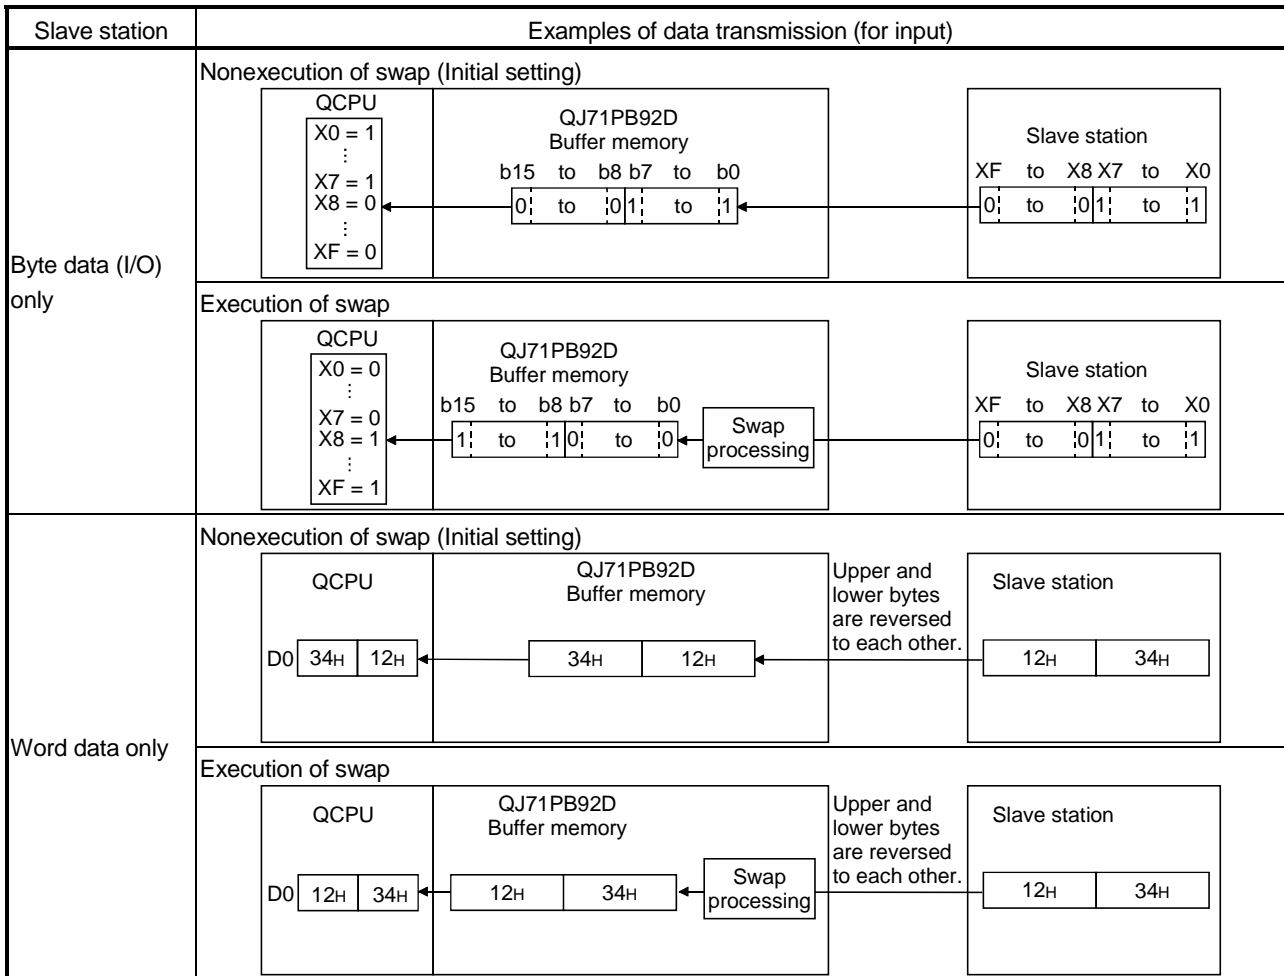 Slave station
Examples of data transmission (for input)
Byte data (I/O)
only
Nonexecution of swap (Initial setting)
QCPU
X0 = 1
⋮
X7 = 1
X8 = 0
⋮
XF = 0
QJ71PB92D
Buffer memory
b15 to b8 b7 to b0
0 to 0 1 to 1
Slave station
XF to X8 X7 to X0
0 to 0 1 to 1
Execution of swap
QCPU
X0 = 0
⋮
X7 = 0
X8 = 1
⋮
XF = 1
QJ71PB92D
Buffer memory
b15 to b8 b7 to b0
1 to 1 0 to 0
Swap
processing
Slave station
XF to X8 X7 to X0
0 to 0 1 to 1
Word data only
Nonexecution of swap (Initial setting)
QCPU
D0 34H 12H
QJ71PB92D
Buffer memory
34H 12H
Upper and
lower bytes
are reversed
to each other.
Slave station
12H 34H
Execution of swap
QCPU
D0 12H 34H
QJ71PB92D
Buffer memory
12H 34H
Swap
processing
Upper and
lower bytes
are reversed
to each other.
Slave station
12H 34H